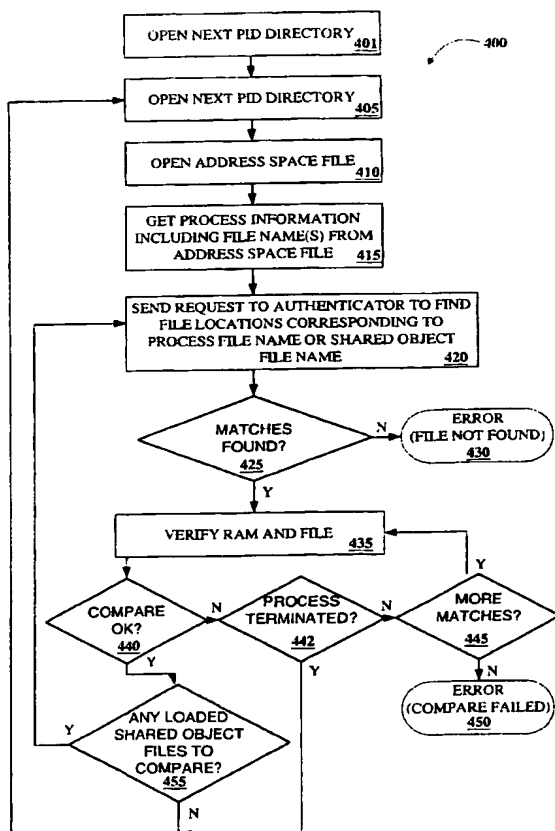 OPEN NEXT PID DIRECTORY
401
400
OPEN NEXT PID DIRECTORY
405
OPEN ADDRESS SPACE FILE
410
GET PROCESS INFORMATION
INCLUDING FILE NAME(S) FROM
ADDRESS SPACE FILE
415
SEND REQUEST TO AUTHENTICATOR TO FIND
FILE LOCATIONS CORRESPONDING TO
PROCESS FILE NAME OR SHARED OBJECT
FILE NAME
420
MATCHES
FOUND?
425
N
ERROR
(FILE NOT FOUND)
430
Y
VERIFY RAM AND FILE
435
COMPARE
OK?
440
N
PROCESS
TERMINATED?
442
N
MORE
MATCHES?
445
Y
Y
Y
N
ERROR
(COMPARE FAILED)
450
Y
ANY LOADED
SHARED OBJECT
FILES TO
COMPARE?
455
N